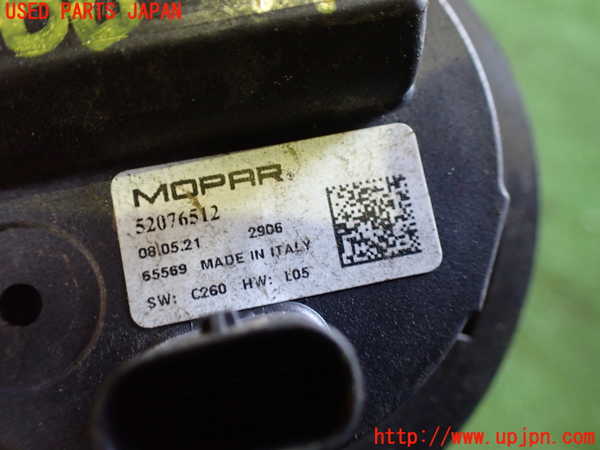 USED PARTS JAPAN
MOPAR
52076512
08.05.21 2906
65569 MADE IN ITALY
SW: C260 HW: L05
http://www.upjpn.com/